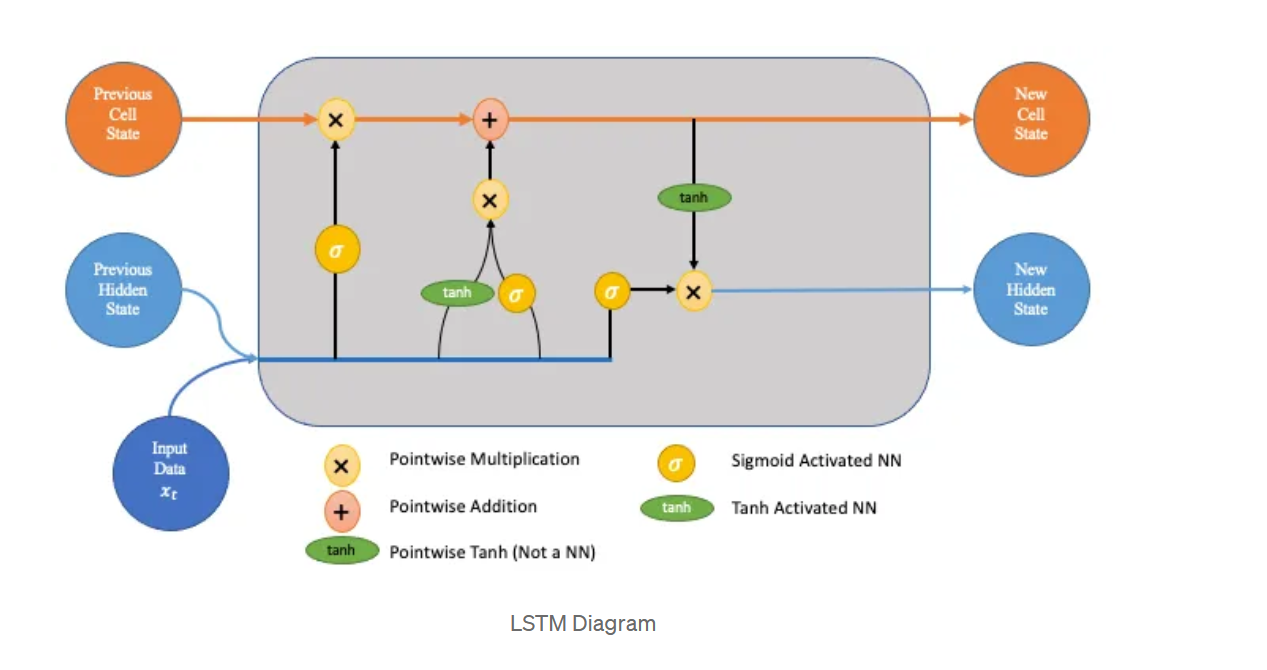 Previous
Cell
State
×
+
New
Cell
State
×
tanh
σ
Previous
Hidden
State
tanh
σ
σ
×
New
Hidden
State
Input
Data
xₜ
× Pointwise Multiplication
σ Sigmoid Activated NN
+ Pointwise Addition
tanh Tanh Activated NN
tanh Pointwise Tanh (Not a NN)
LSTM Diagram